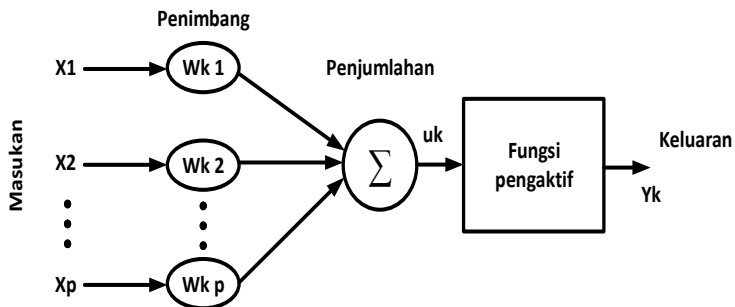 Penimbang
Masukan
X1
Wk 1
Penjumlahan
X2
Wk 2
∑
uk
Fungsi
pengaktif
Keluaran
Yk
Xp
Wk p